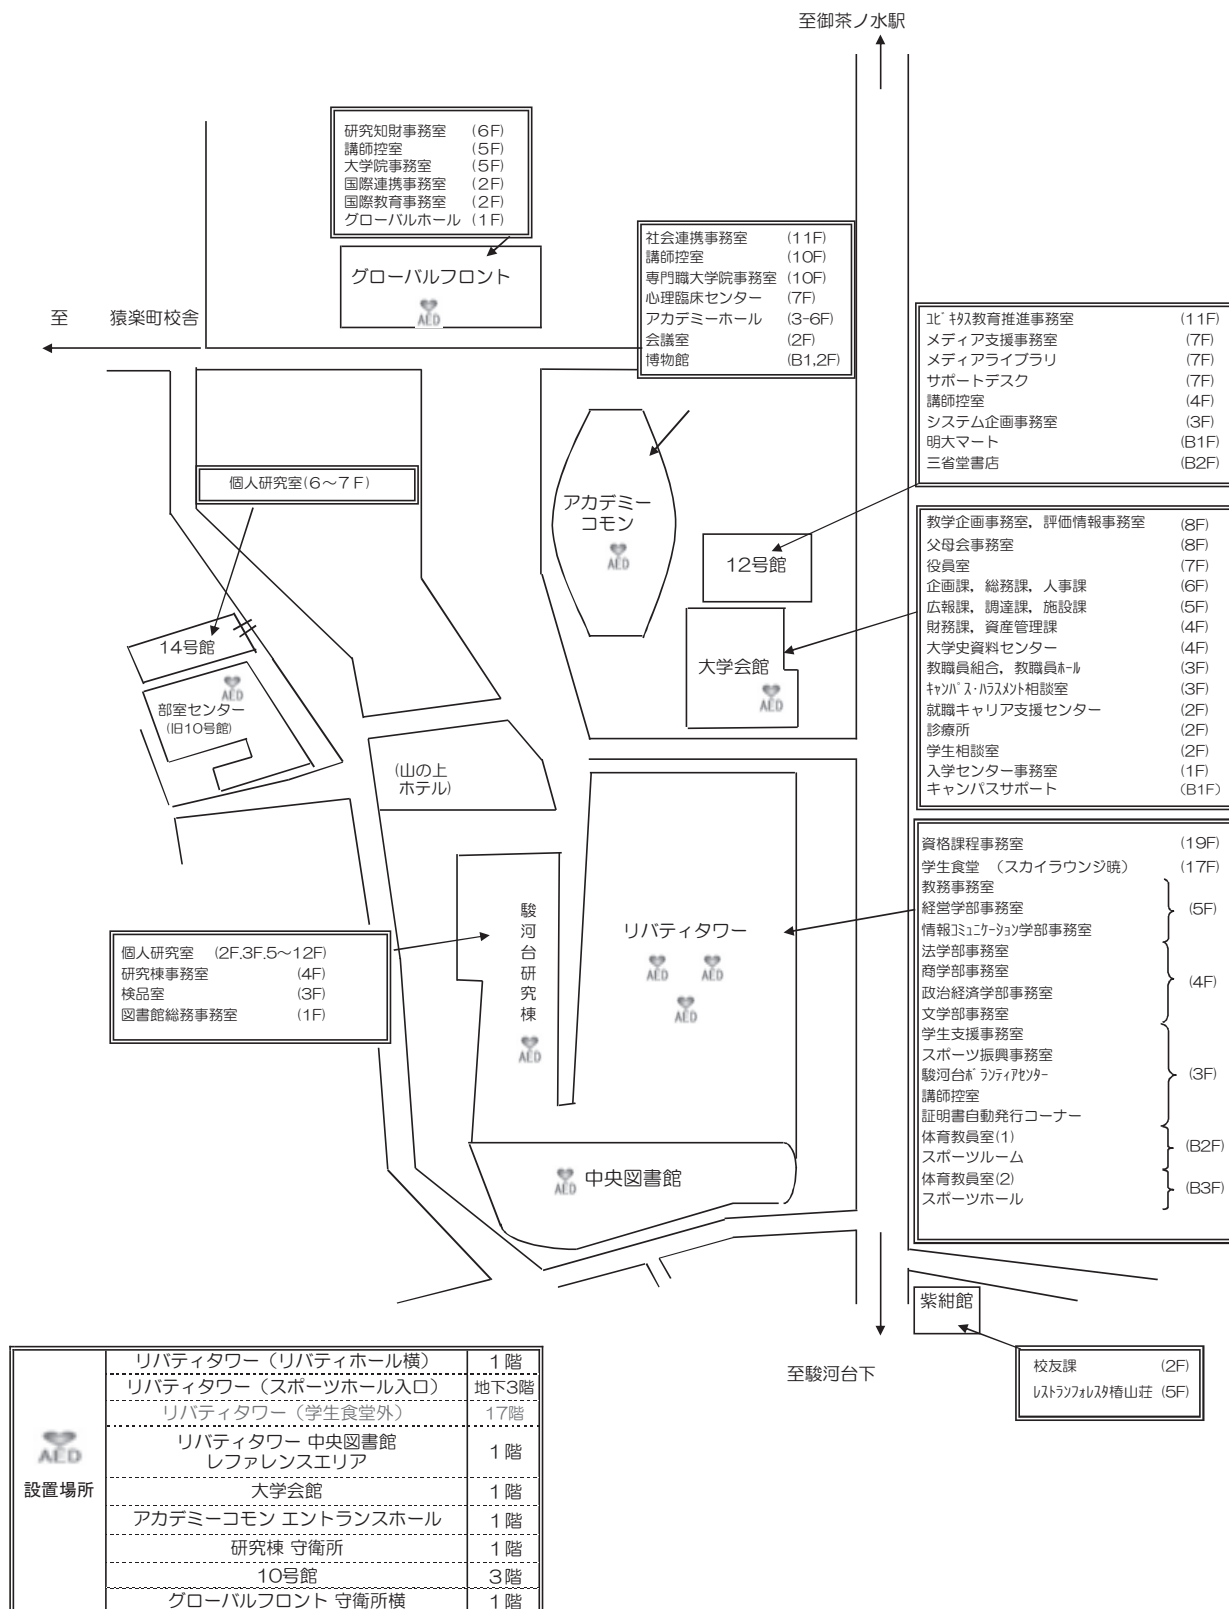 至御茶ノ水駅
研究知財事務室 (6F)
講師控室 (5F)
大学院事務室 (5F)
国際連携事務室 (2F)
国際教育事務室 (2F)
グローバルホール (1F)
グローバルフロント
AED
至 猿楽町校舎
社会連携事務室 (11F)
講師控室 (10F)
専門職大学院事務室 (10F)
心理臨床センター (7F)
アカデミーホール (3-6F)
会議室 (2F)
博物館 (B1,2F)
ユビキタス教育推進事務室 (11F)
メディア支援事務室 (7F)
メディアライブラリ (7F)
サポートデスク (7F)
講師控室 (4F)
システム企画事務室 (3F)
明大マート (B1F)
三省堂書店 (B2F)
個人研究室(6~7F)
アカデミー
コモン
AED
12号館
教学企画事務室，評価情報事務室 (8F)
父母会事務室 (8F)
役員室 (7F)
企画課，総務課，人事課 (6F)
広報課，調達課，施設課 (5F)
財務課，資産管理課 (4F)
大学史資料センター (4F)
教職員組合，教職員ホール (3F)
キャンパス・ハラスメント相談室 (3F)
就職キャリア支援センター (2F)
診療所 (2F)
学生相談室 (2F)
入学センター事務室 (1F)
キャンパスサポート (B1F)
14号館
大学会館
AED
AED
部室センター
(旧10号館)
(山の上
ホテル)
資格課程事務室 (19F)
学生食堂 （スカイラウンジ暁） (17F)
教務事務室
経営学部事務室 (5F)
情報コミュニケーション学部事務室
法学部事務室
商学部事務室 (4F)
政治経済学部事務室
文学部事務室
学生支援事務室
スポーツ振興事務室
駿河台ボランティアセンター (3F)
講師控室
証明書自動発行コーナー
体育教員室(1) (B2F)
スポーツルーム
体育教員室(2) (B3F)
スポーツホール
個人研究室 (2F.3F.5~12F)
研究棟事務室 (4F)
検品室 (3F)
図書館総務事務室 (1F)
駿河台研究棟
AED
リバティタワー
AED AED
AED
AED 中央図書館
紫紺館
校友課 (2F)
レストランフォレスタ椿山荘 (5F)
至駿河台下
AED
設置場所
リバティタワー（リバティホール横） 1階
リバティタワー（スポーツホール入口） 地下3階
リバティタワー（学生食堂外） 17階
リバティタワー 中央図書館
レファレンスエリア 1階
大学会館 1階
アカデミーコモン エントランスホール 1階
研究棟 守衛所 1階
10号館 3階
グローバルフロント 守衛所横 1階